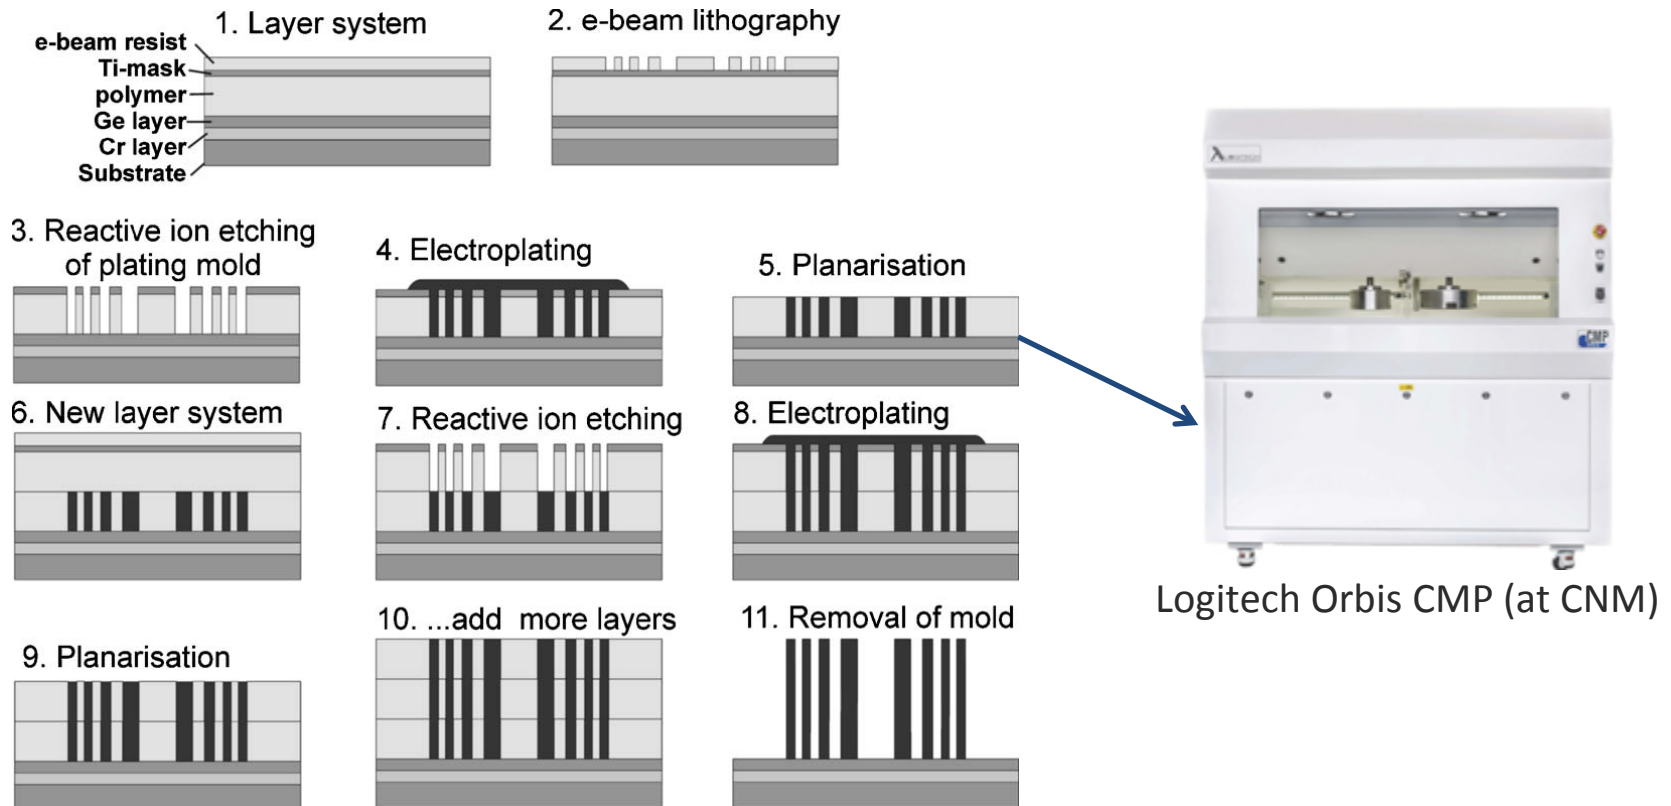 1. Layer system
e-beam resist
Ti-mask
polymer
Ge layer
Cr layer
Substrate
2. e-beam lithography
3. Reactive ion etching
of plating mold
4. Electroplating
5. Planarisation
6. New layer system
7. Reactive ion etching
8. Electroplating
9. Planarisation
10. ...add more layers
11. Removal of mold
CMP
Logitech Orbis CMP (at CNM)